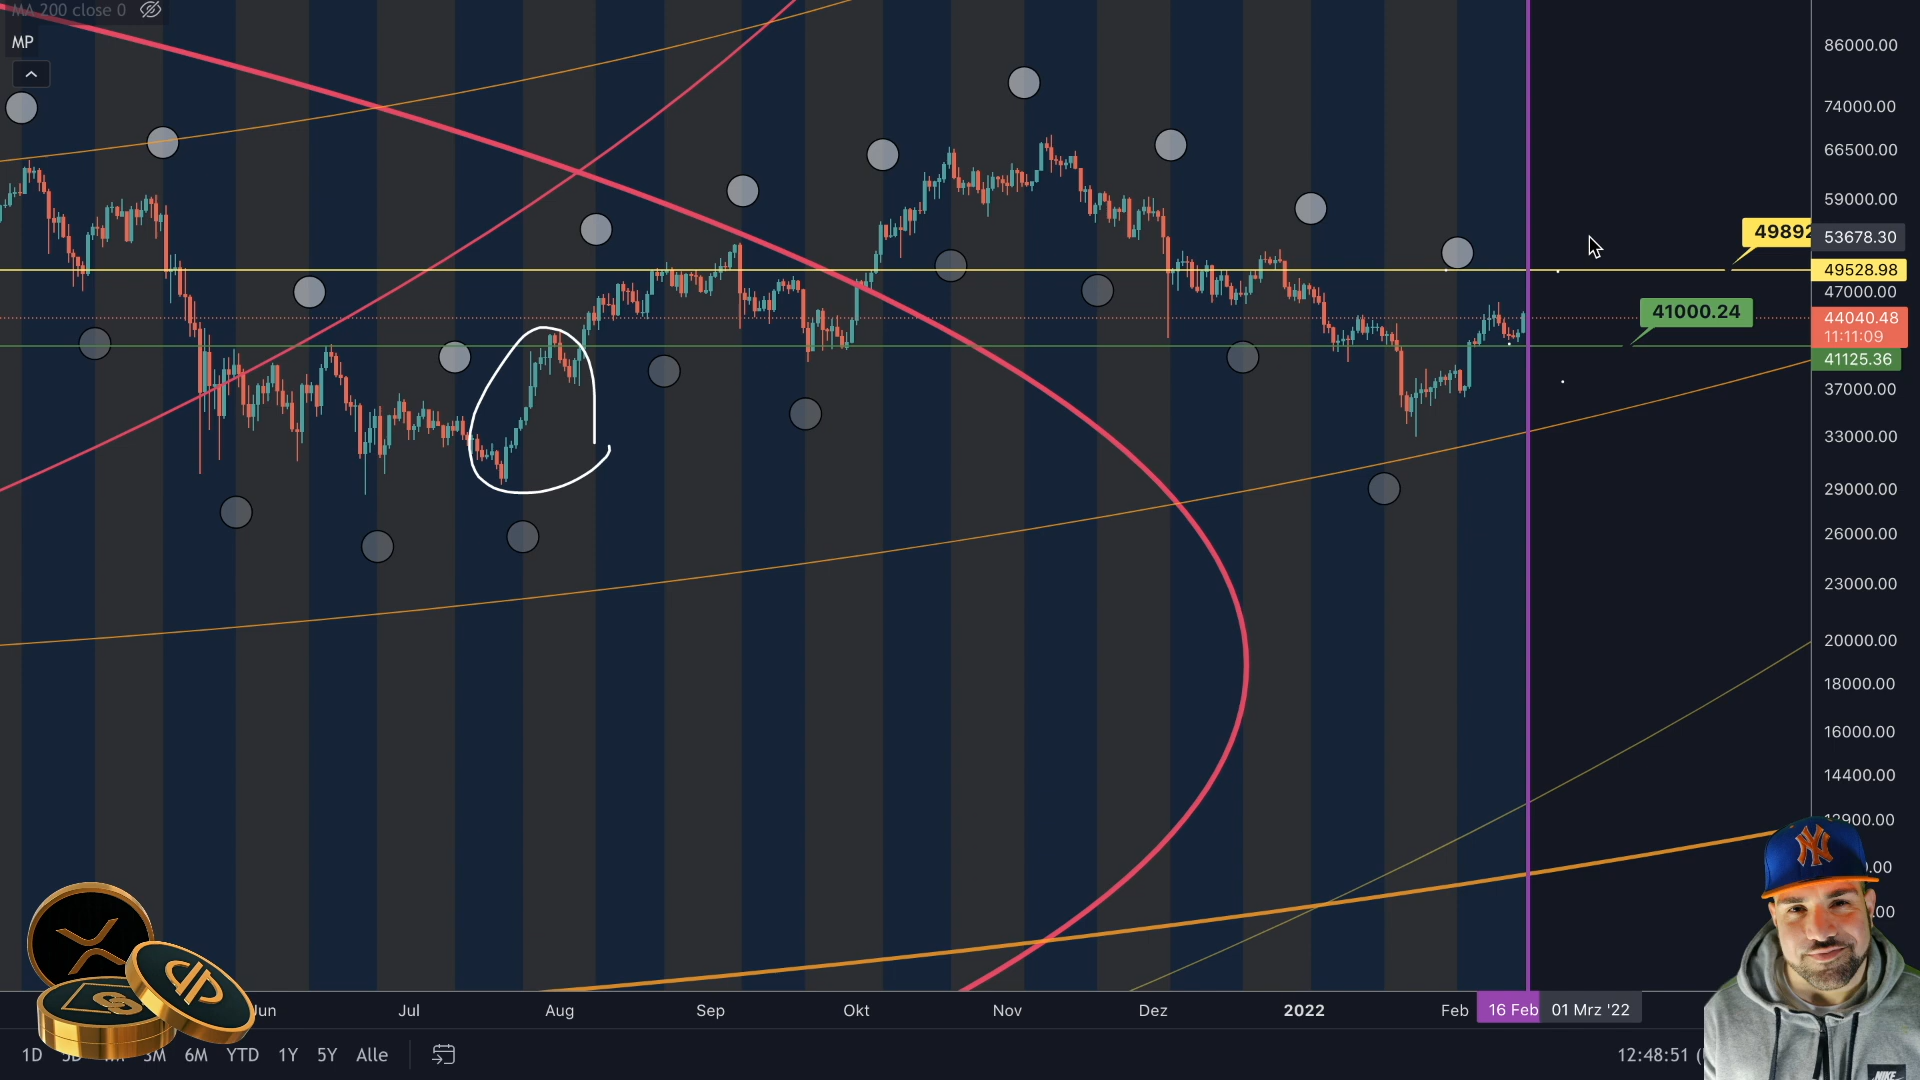 MA 200 close 0
MP
86000.00
74000.00
66500.00
59000.00
49892
53678.30
49528.98
47000.00
41000.24
44040.48
11:11:09
41125.36
37000.00
33000.00
29000.00
26000.00
23000.00
20000.00
18000.00
16000.00
14400.00
NY
Jul
Aug
Sep
Okt
Nov
Dez
2022
Feb
16 Feb
01 Mrz '22
1D
3M
6M
YTD
1Y
5Y
Alle
12:48:51
NIKE